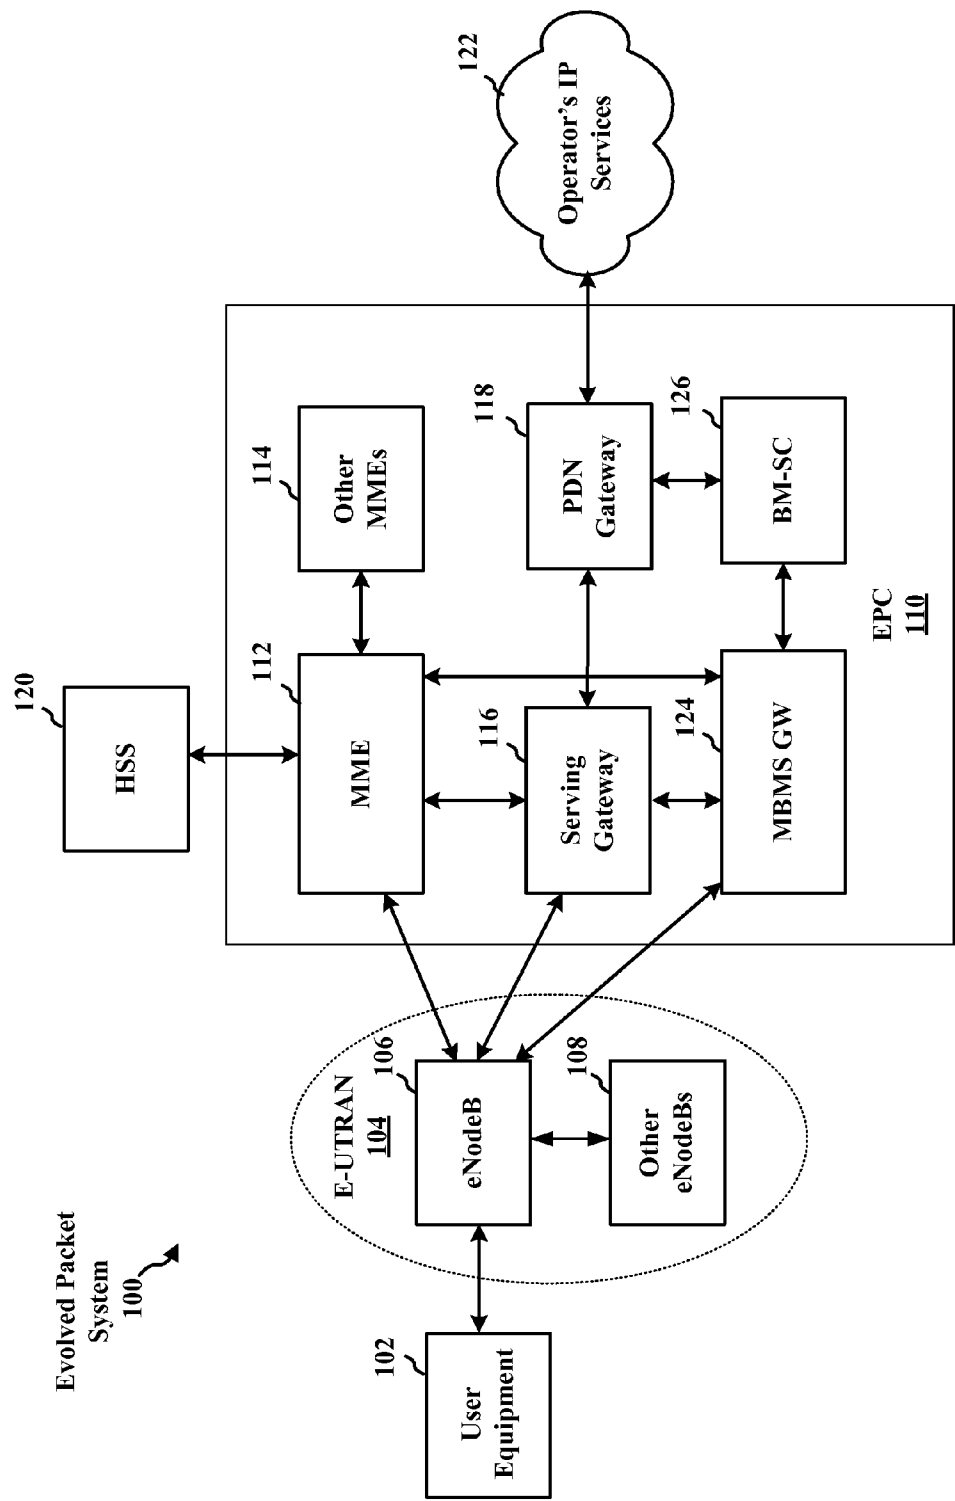 Evolved Packet
System
100
User
Equipment
102
E-UTRAN
104
eNodeB
106
Other
eNodeBs
108
HSS
120
MME
112
Other
MMEs
114
Serving
Gateway
116
PDN
Gateway
118
MBMS GW
124
BM-SC
126
EPC
110
Operator's IP
Services
122